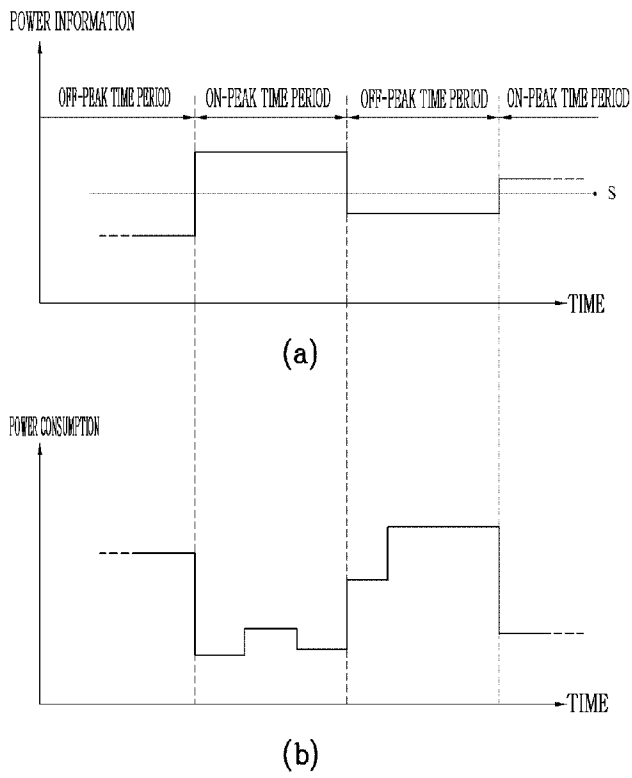 POWER INFORMATION
OFF-PEAK TIME PERIOD ON-PEAK TIME PERIOD OFF-PEAK TIME PERIOD ON-PEAK TIME PERIOD
S
TIME
(a)
POWER CONSUMPTION
TIME
(b)